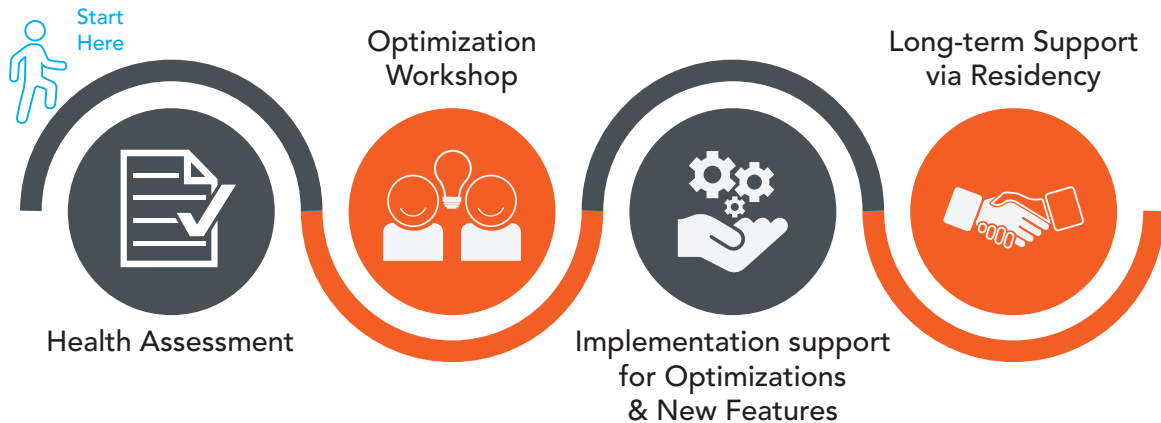 Start
Here
Health Assessment
Optimization
Workshop
Implementation support
for Optimizations
& New Features
Long-term Support
via Residency